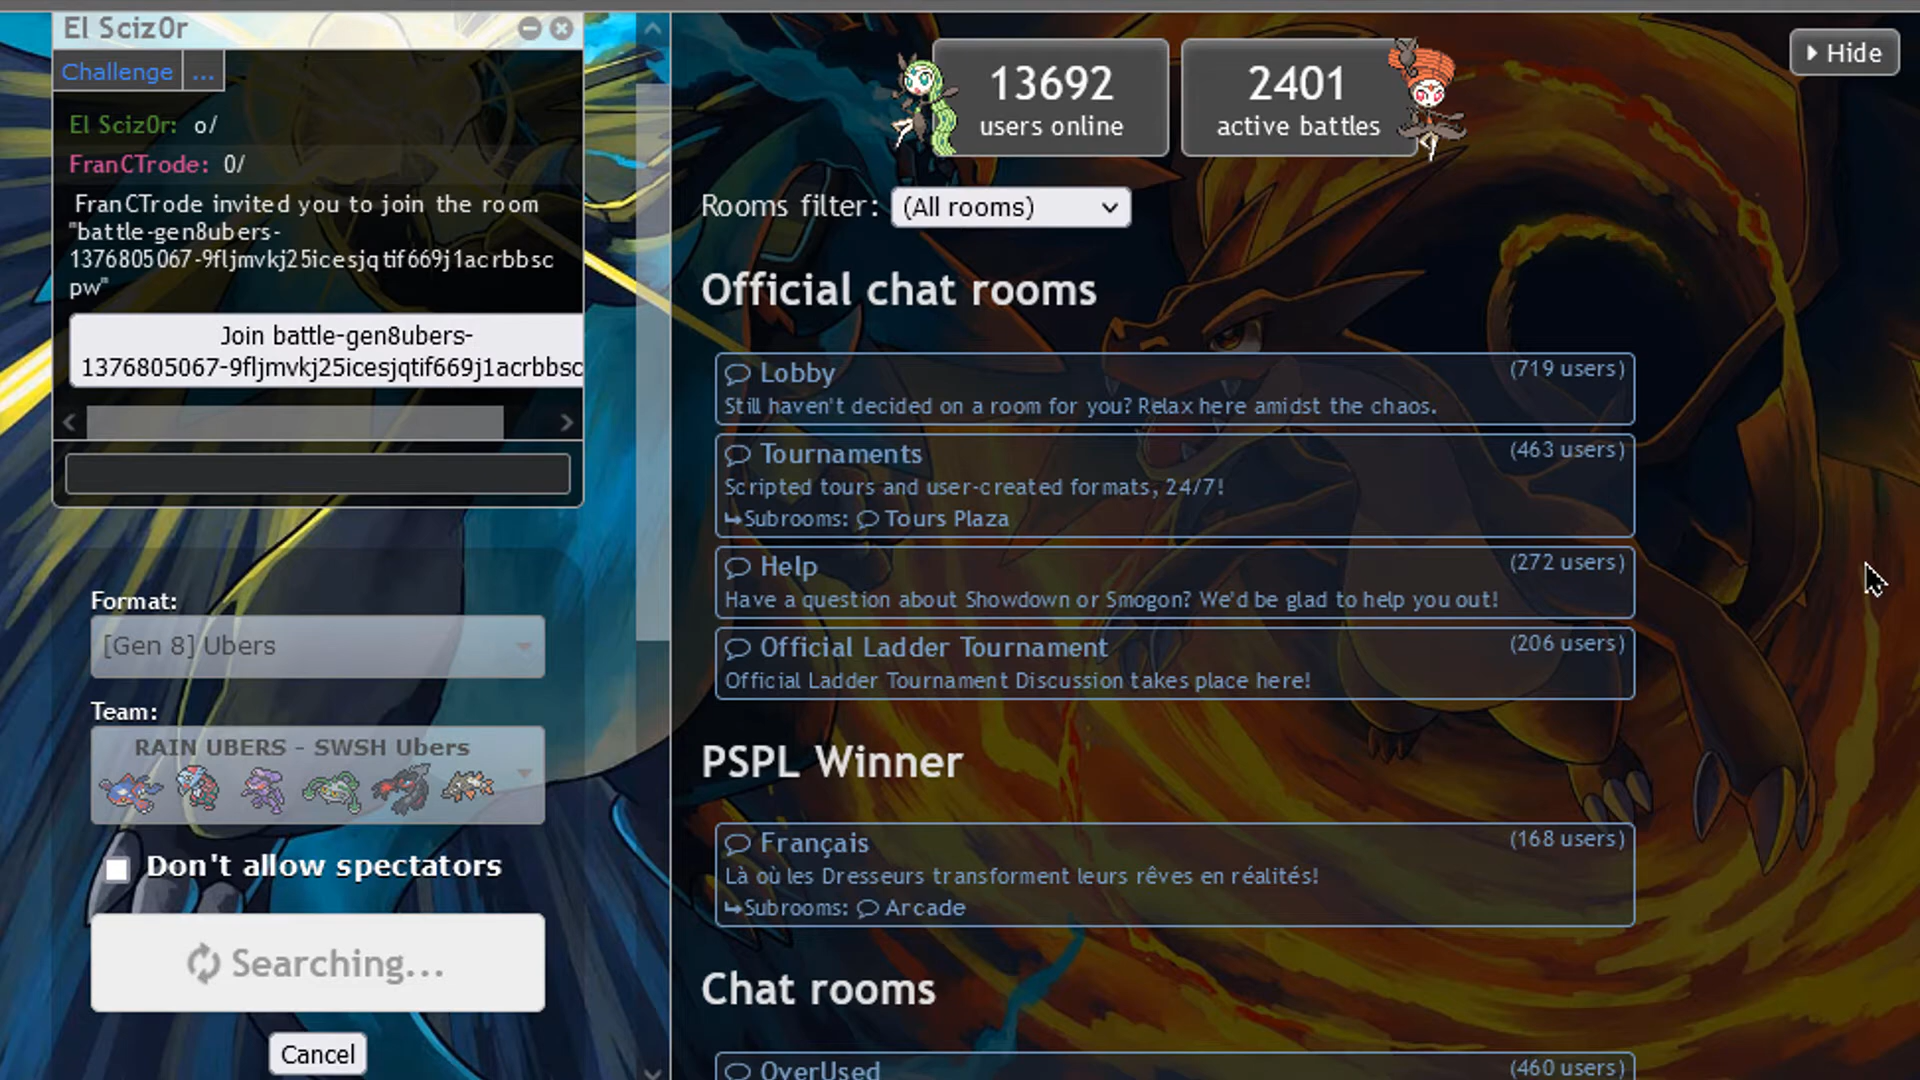 El Sciz0r
Challenge ...
El Sciz0r: o/
FranCTrode: 0/
FranCTrode invited you to join the room
"battle-gen8ubers-
1376805067-9fljmvkj25icesjqtif669j1acrbbsc
pw"
Join battle-gen8ubers-
1376805067-9fljmvkj25icesjqtif669j1acrbbsc
Format:
[Gen 8] Ubers
Team:
RAIN UBERS - SWSH Ubers
Don't allow spectators
Searching...
Cancel
13692
users online
2401
active battles
Hide
Rooms filter: (All rooms)
Official chat rooms
Lobby (719 users)
Still haven't decided on a room for you? Relax here amidst the chaos.
Tournaments (463 users)
Scripted tours and user-created formats, 24/7!
↳Subrooms: Tours Plaza
Help (272 users)
Have a question about Showdown or Smogon? We'd be glad to help you out!
Official Ladder Tournament (206 users)
Official Ladder Tournament Discussion takes place here!
PSPL Winner
Français (168 users)
Là où les Dresseurs transforment leurs rêves en réalités!
↳Subrooms: Arcade
Chat rooms
OverUsed (460 users)